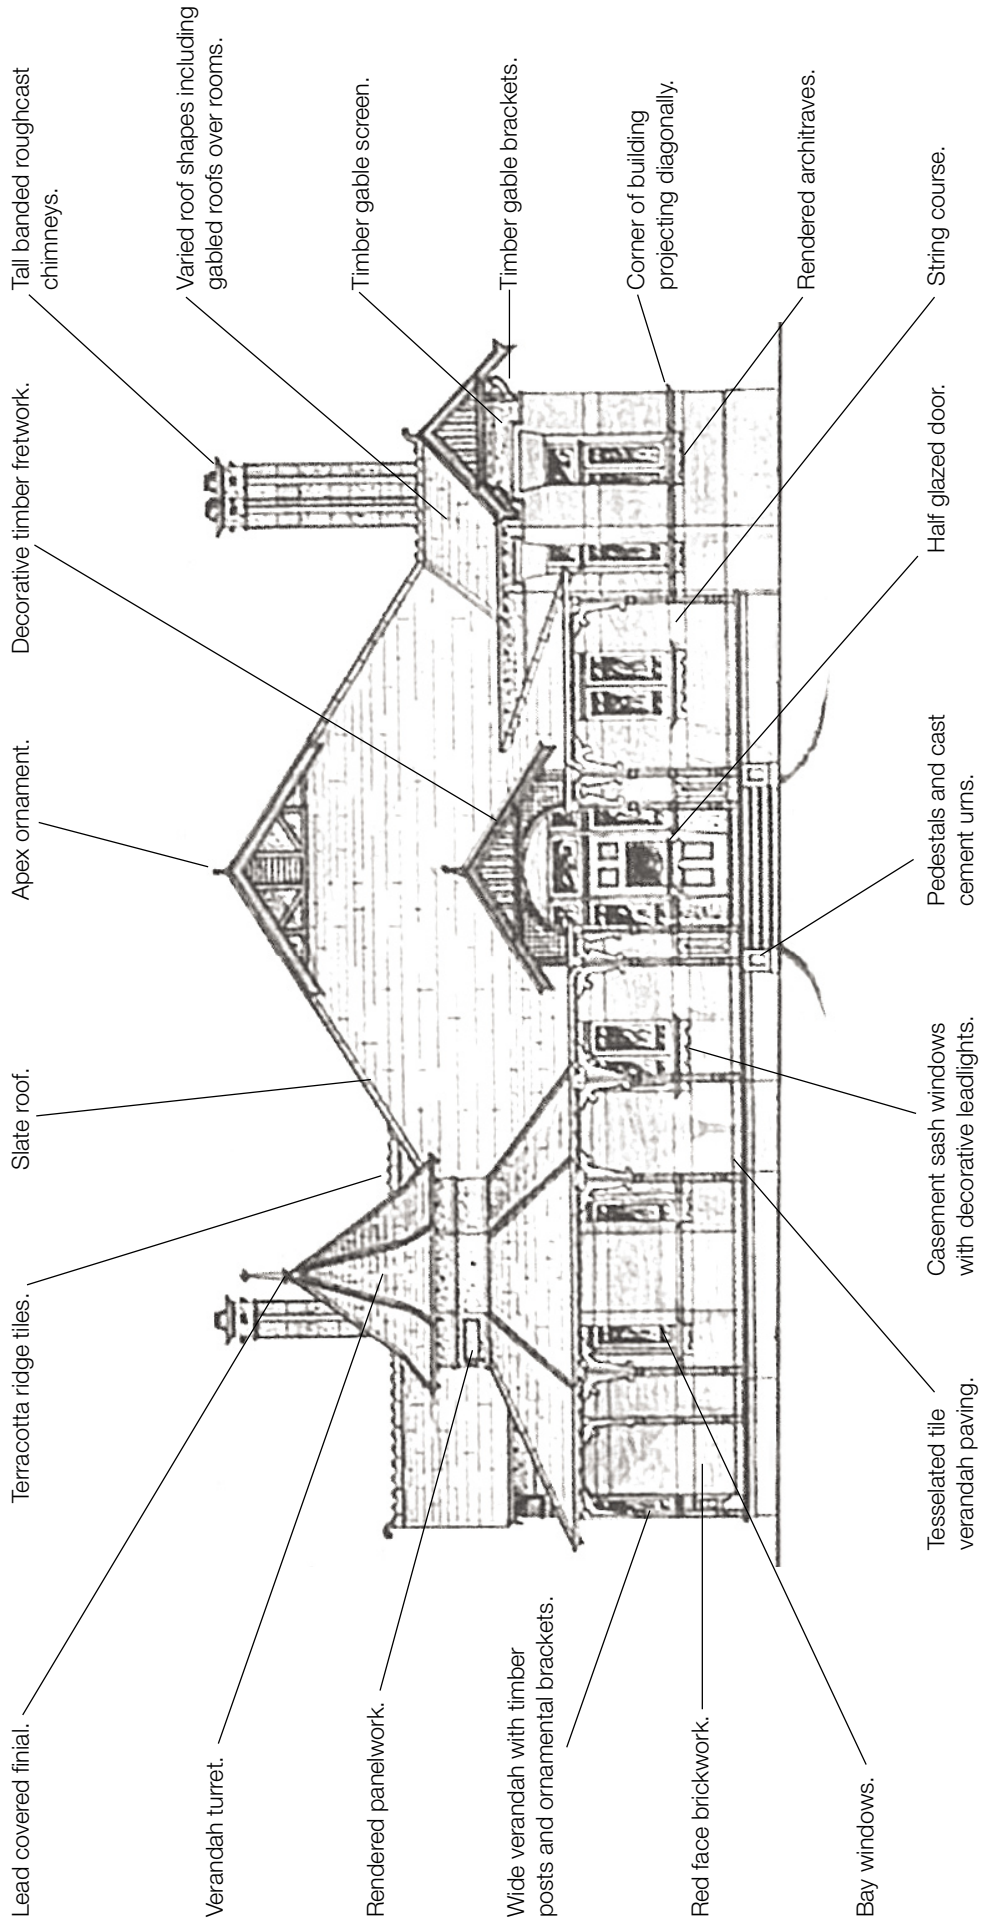 Lead covered finial.
Terracotta ridge tiles.
Slate roof.
Apex ornament.
Decorative timber fretwork.
Tall banded roughcast
chimneys.
Verandah turret.
Varied roof shapes including
gabled roofs over rooms.
Rendered panelwork.
Timber gable screen.
Wide verandah with timber
posts and ornamental brackets.
Timber gable brackets.
Red face brickwork.
Corner of building
projecting diagonally.
Bay windows.
Rendered architraves.
Tesselated tile
verandah paving.
Casement sash windows
with decorative leadlights.
Pedestals and cast
cement urns.
Half glazed door.
String course.